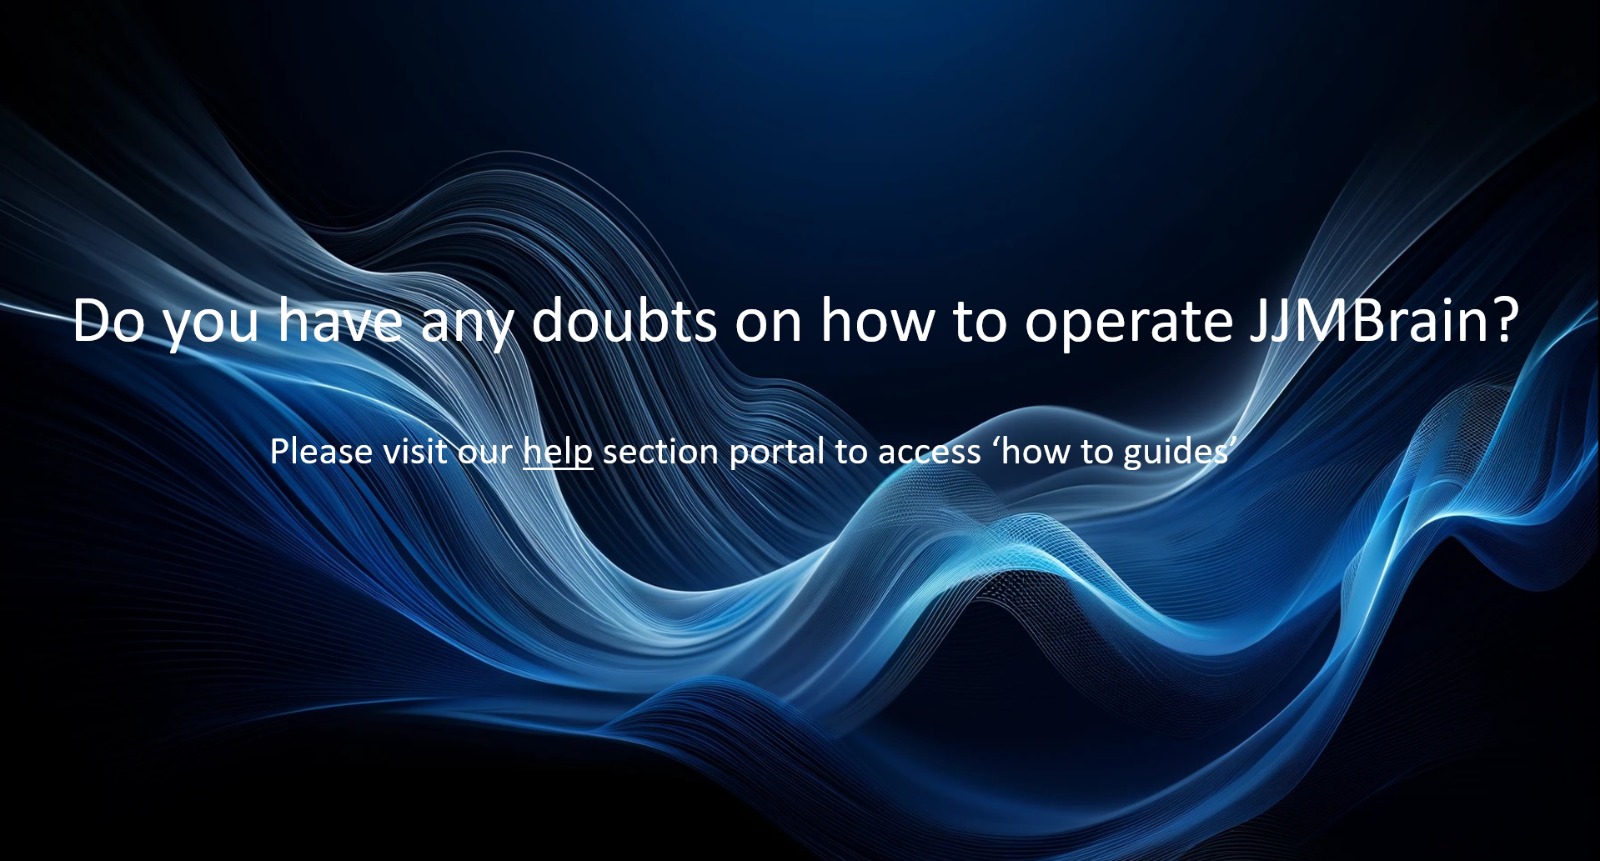 Do you have any doubts on how to operate JJMBrain?
Please visit our help section portal to access ‘how to guides’